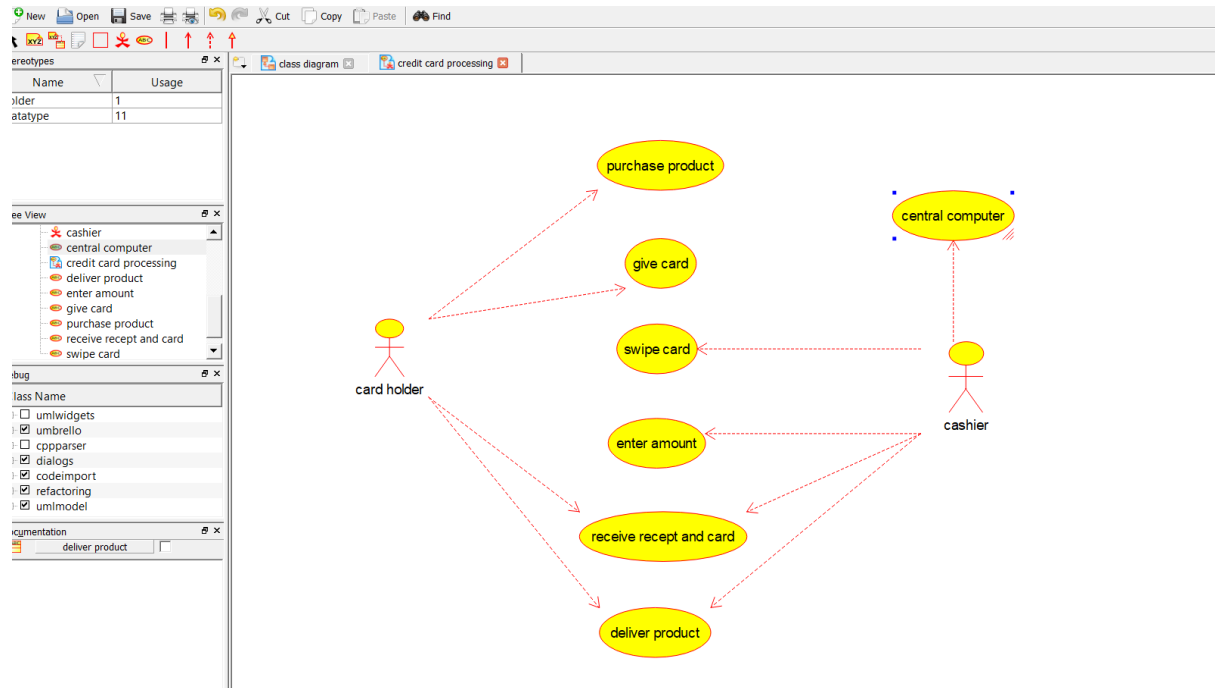 New Open Save Cut Copy Paste Find
XYZ ABC
ereotypes
class diagram credit card processing
Name Usage
older 1
atatype 11
ee View
cashier
central computer
credit card processing
deliver product
enter amount
give card
purchase product
receive recept and card
swipe card
ebug
lass Name
umlwidgets
umbrello
cppparser
dialogs
codeimport
refactoring
umlmodel
ocumentation
deliver product
purchase product
central computer
give card
swipe card
card holder
cashier
enter amount
receive recept and card
deliver product